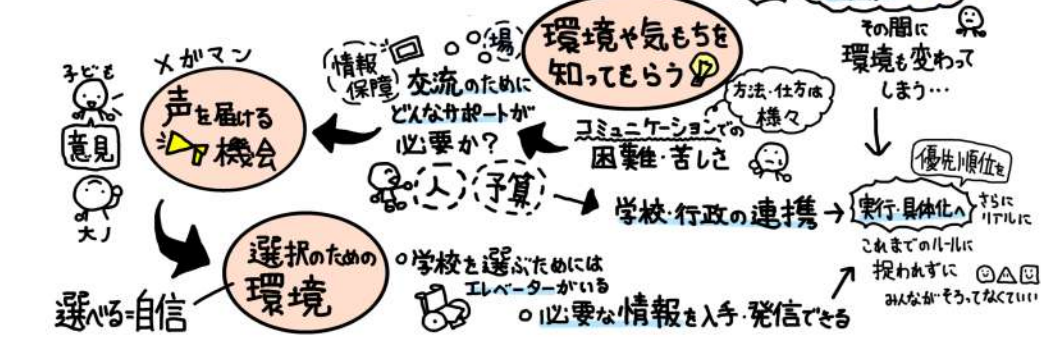 環境や気もちを
知ってもらう
その間に
環境も変わって
しまう…
方法・仕方は
様々
コミュニケーションでの
困難・苦しさ
場
情報
保障
交流のために
どんなサポートが
必要か?
人
予算
×ガマン
声を届ける
機会
子ども
意見
大人
選択のための
環境
選べる=自信
○学校を選ぶためには
エレベーターがいる
○必要な情報を入手・発信できる
学校・行政の連携→
優先順位を
実行・具体化へ
さらに
リアルに
これまでのルールに
捉われずに
みんながそろってなくていい